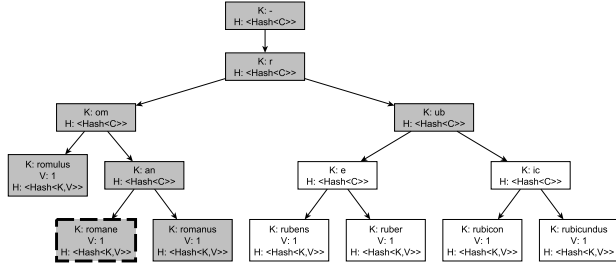 K: -
H: <Hash<C>>
K: r
H: <Hash<C>>
K: om
H: <Hash<C>>
K: ub
H: <Hash<C>>
K: romulus
V: 1
H: <Hash<K,V>>
K: an
H: <Hash<C>>
K: e
H: <Hash<C>>
K: ic
H: <Hash<C>>
K: romane
V: 1
H: <Hash<K,V>>
K: romanus
V: 1
H: <Hash<K,V>>
K: rubens
V: 1
H: <Hash<K,V>>
K: ruber
V: 1
H: <Hash<K,V>>
K: rubicon
V: 1
H: <Hash<K,V>>
K: rubicundus
V: 1
H: <Hash<K,V>>